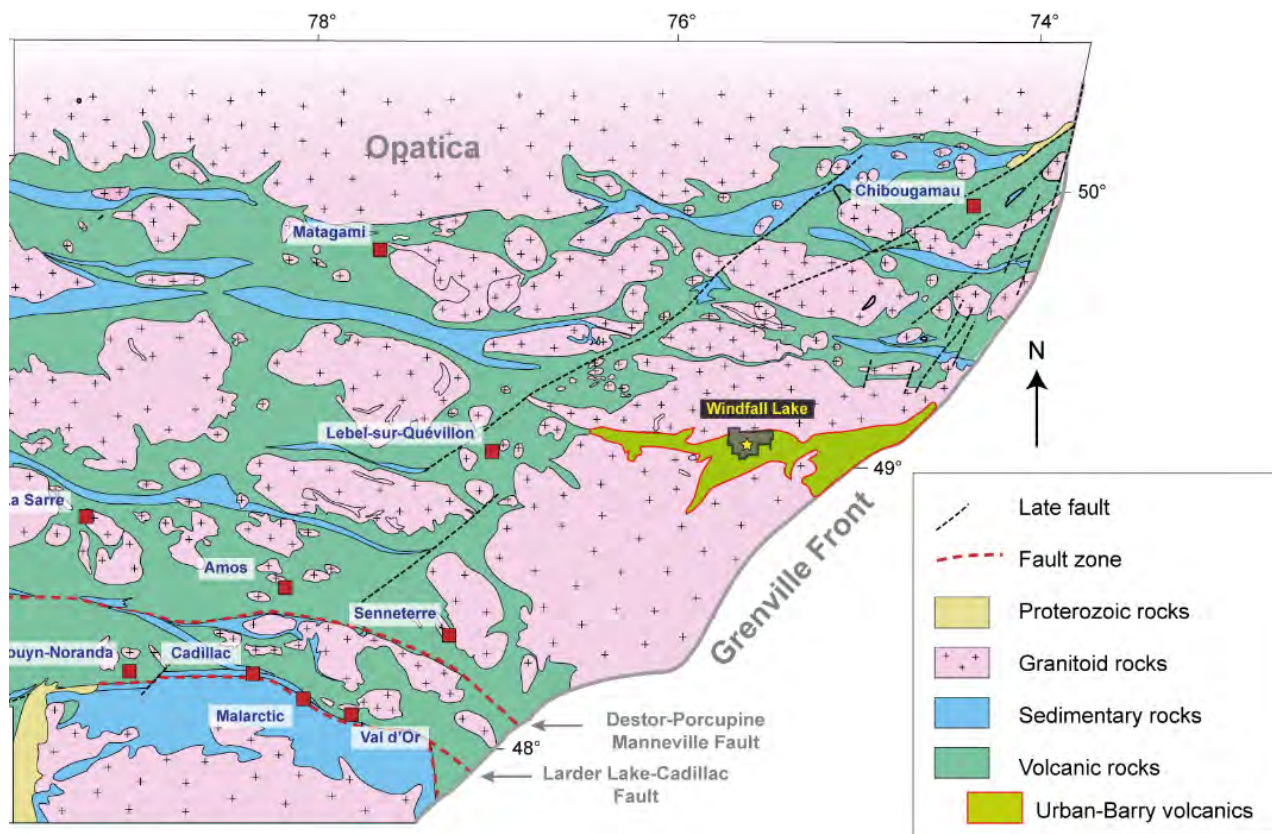 78°
76°
74°
Opatica
Chibougamau
50°
Matagami
N
Windfall Lake
Lebel-sur-Quévillon
49°
La Sarre
Amos
Senneterre
Grenville Front
ouyn-Noranda
Cadillac
Malarctic
Val d'Or
48°
Destor-Porcupine
Manneville Fault
Larder Lake-Cadillac
Fault
Late fault
Fault zone
Proterozoic rocks
Granitoid rocks
Sedimentary rocks
Volcanic rocks
Urban-Barry volcanics